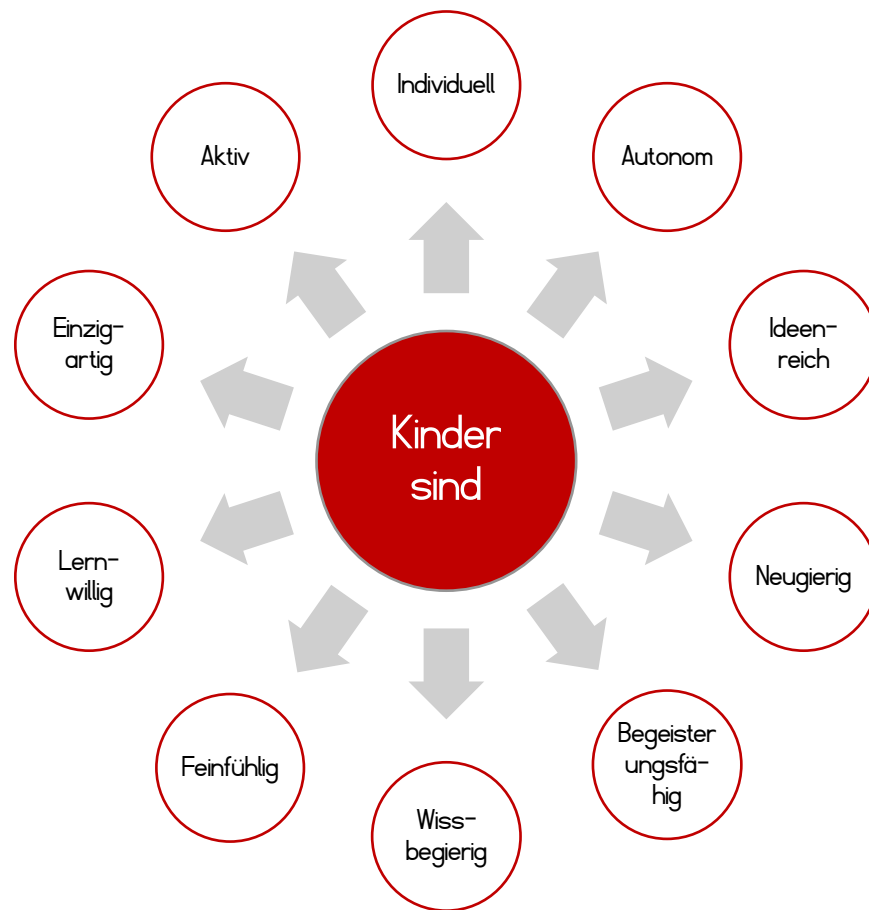 Individuell
Autonom
Ideen-
reich
Neugierig
Begeister
ungsfä-
hig
Wiss-
begierig
Feinfühlig
Lern-
willig
Einzig-
artig
Aktiv
Kinder
sind